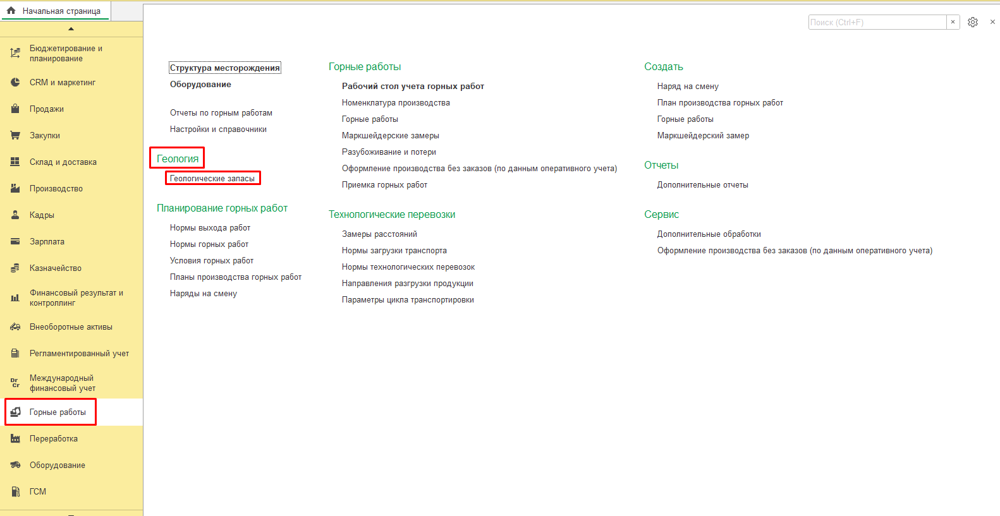 Начальная страница
Поиск (Ctrl+F)
Бюджетирование и
планирование
CRM и маркетинг
Продажи
Закупки
Склад и доставка
Производство
Кадры
Зарплата
Казначейство
Финансовый результат и
контроллинг
Внеоборотные активы
Регламентированный учет
Dr
Cr
Международный
финансовый учет
Горные работы
Переработка
Оборудование
ГСМ
Структура месторождения
Оборудование
Отчеты по горным работам
Настройки и справочники
Геология
Геологические запасы
Планирование горных работ
Нормы выхода работ
Нормы горных работ
Условия горных работ
Планы производства горных работ
Наряды на смену
Горные работы
Рабочий стол учета горных работ
Номенклатура производства
Горные работы
Маркшейдерские замеры
Разубоживание и потери
Оформление производства без заказов (по данным оперативного учета)
Приемка горных работ
Технологические перевозки
Замеры расстояний
Нормы загрузки транспорта
Нормы технологических перевозок
Направления разгрузки продукции
Параметры цикла транспортировки
Создать
Наряд на смену
План производства горных работ
Горные работы
Маркшейдерский замер
Отчеты
Дополнительные отчеты
Сервис
Дополнительные обработки
Оформление производства без заказов (по данным оперативного учета)